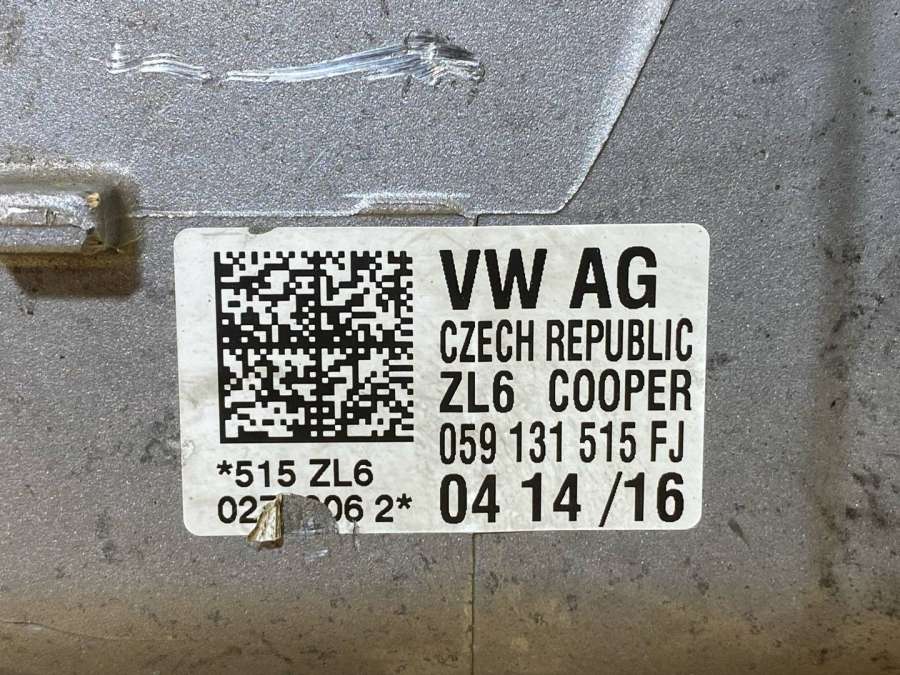 VW AG
CZECH REPUBLIC
ZL6 COOPER
059 131 515 FJ
04 14 /16
*515 ZL6
2*